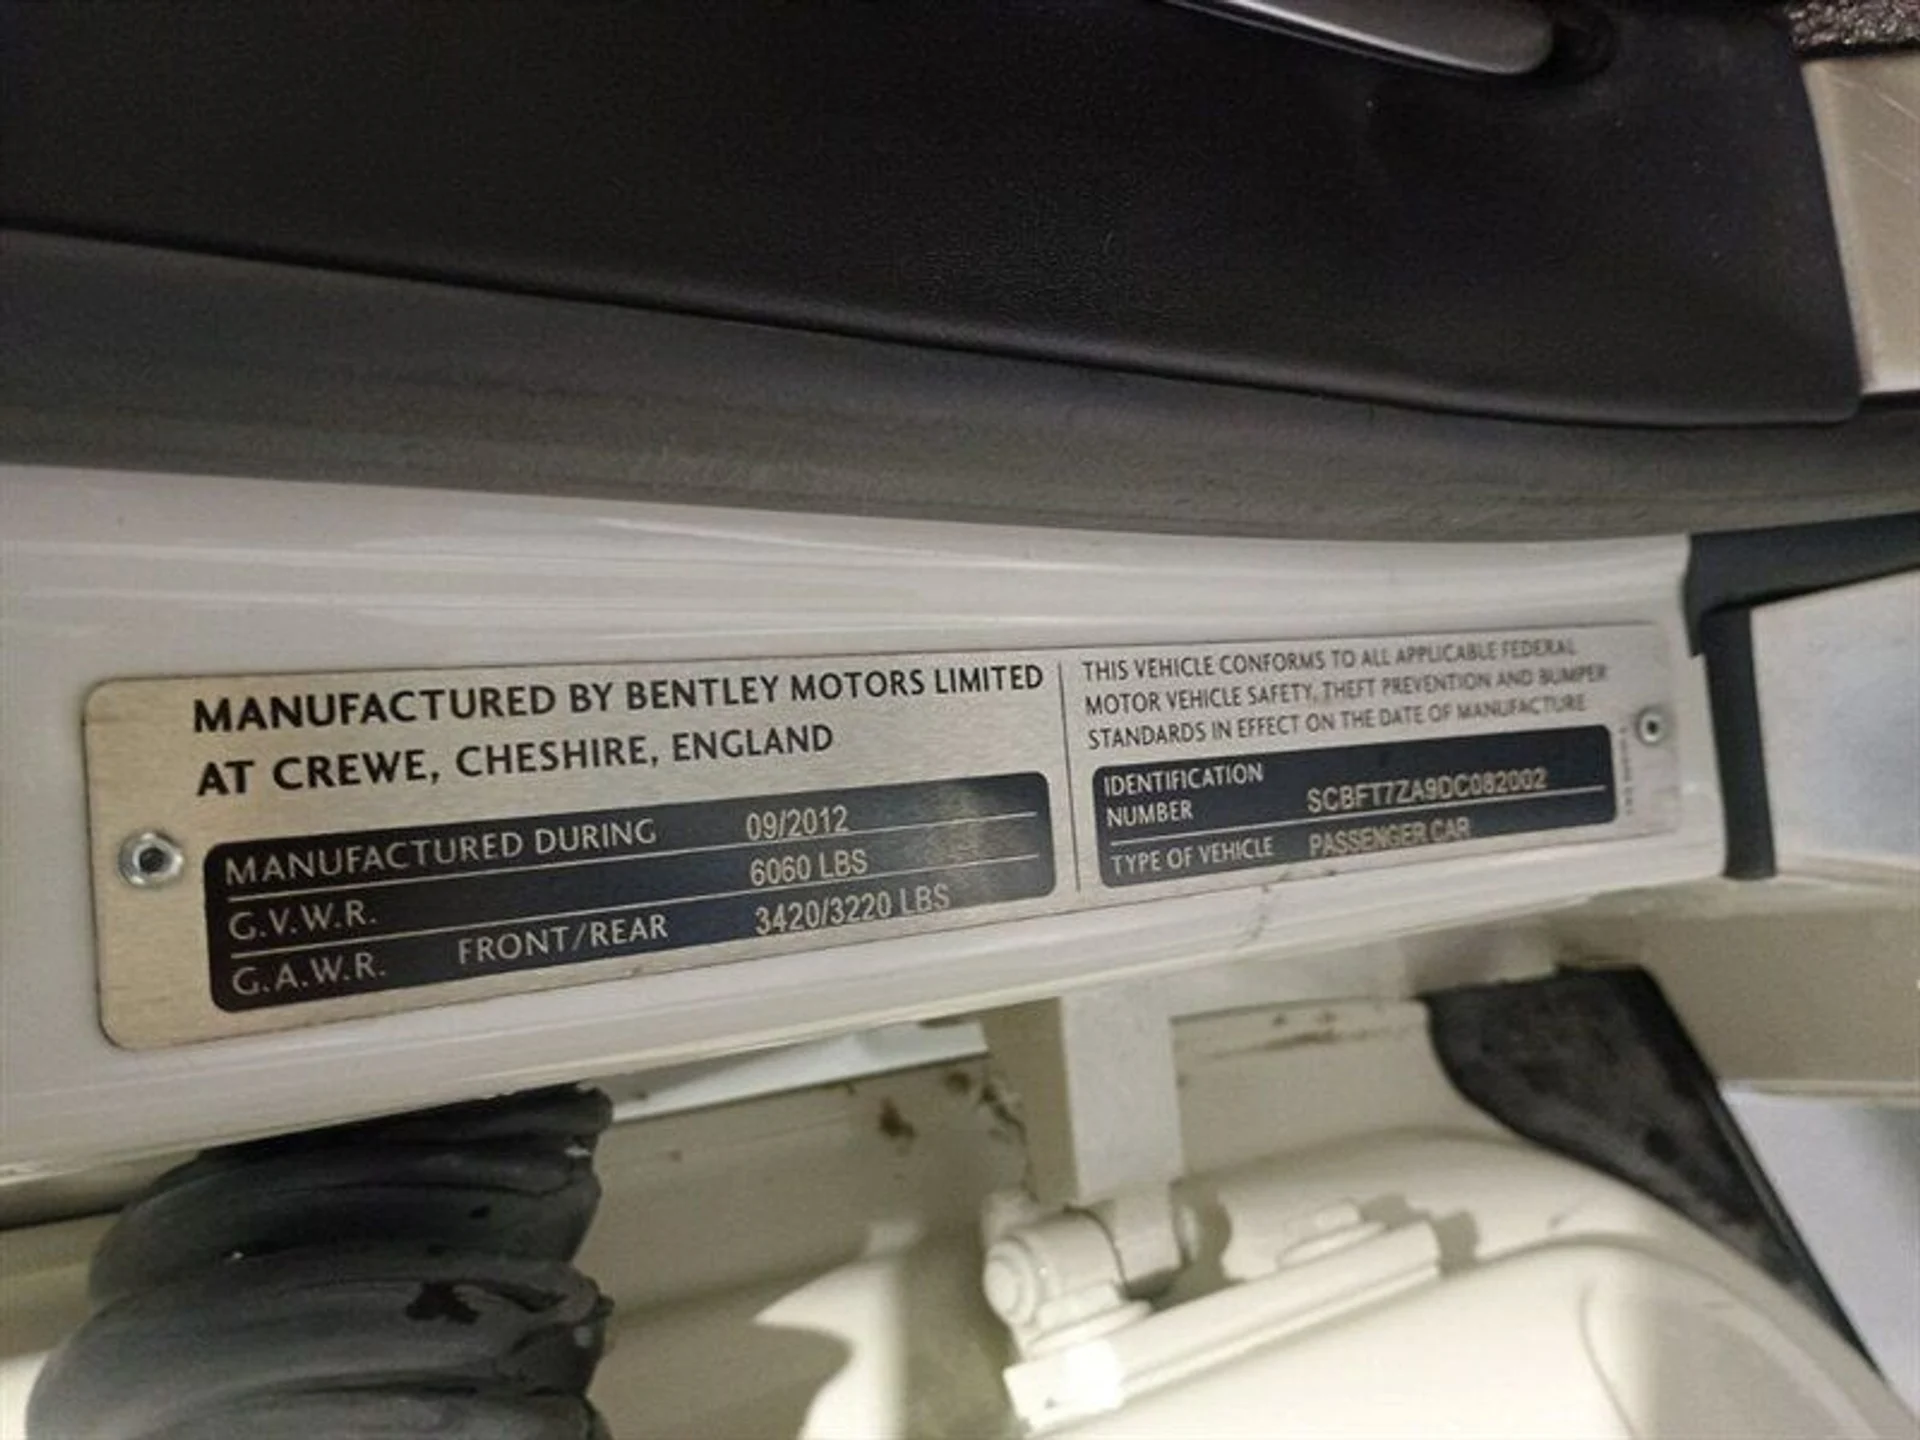 MANUFACTURED BY BENTLEY MOTORS LIMITED
AT CREWE, CHESHIRE, ENGLAND
MANUFACTURED DURING 09/2012
G.V.W.R. 6060 LBS
G.A.W.R. FRONT/REAR 3420/3220 LBS
THIS VEHICLE CONFORMS TO ALL APPLICABLE FEDERAL
MOTOR VEHICLE SAFETY, THEFT PREVENTION AND BUMPER
STANDARDS IN EFFECT ON THE DATE OF MANUFACTURE
IDENTIFICATION
NUMBER SCBFT7ZA9DC082002
TYPE OF VEHICLE PASSENGER CAR